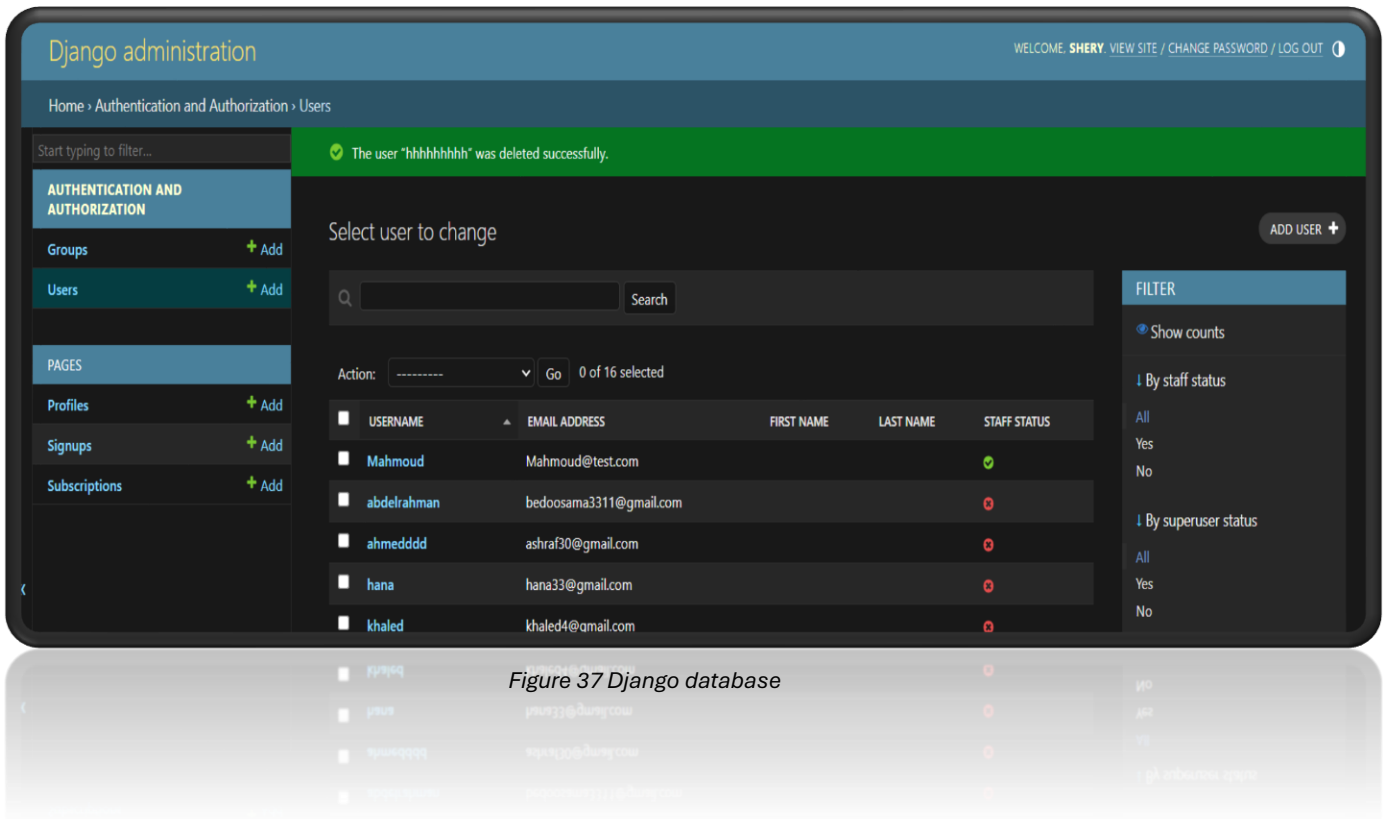 Django administration
WELCOME, SHERY. VIEW SITE / CHANGE PASSWORD / LOG OUT
Home › Authentication and Authorization › Users
Start typing to filter...
The user “hhhhhhhhh” was deleted successfully.
AUTHENTICATION AND
AUTHORIZATION
Groups + Add
Users + Add
PAGES
Profiles + Add
Signups + Add
Subscriptions + Add
Select user to change
ADD USER +
Search
Action: --------- Go 0 of 16 selected
USERNAME EMAIL ADDRESS FIRST NAME LAST NAME STAFF STATUS
Mahmoud Mahmoud@test.com
abdelrahman bedoosama3311@gmail.com
ahmedddd ashraf30@gmail.com
hana hana33@gmail.com
khaled khaled4@gmail.com
FILTER
Show counts
↓ By staff status
All
Yes
No
↓ By superuser status
All
Yes
No
Figure 37 Django database